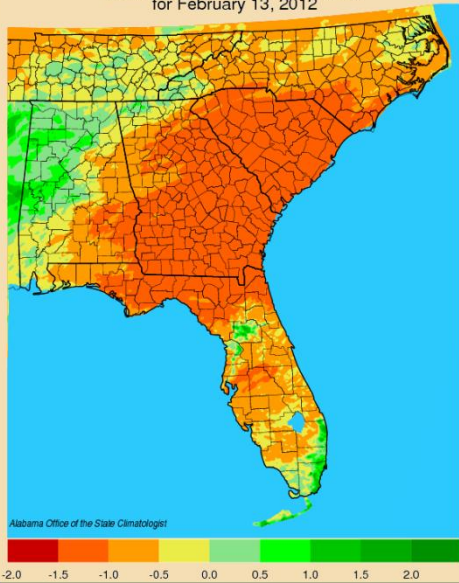 for February 13, 2012
Alabama Office of the State Climatologist
-2.0 -1.5 -1.0 -0.5 0.0 0.5 1.0 1.5 2.0